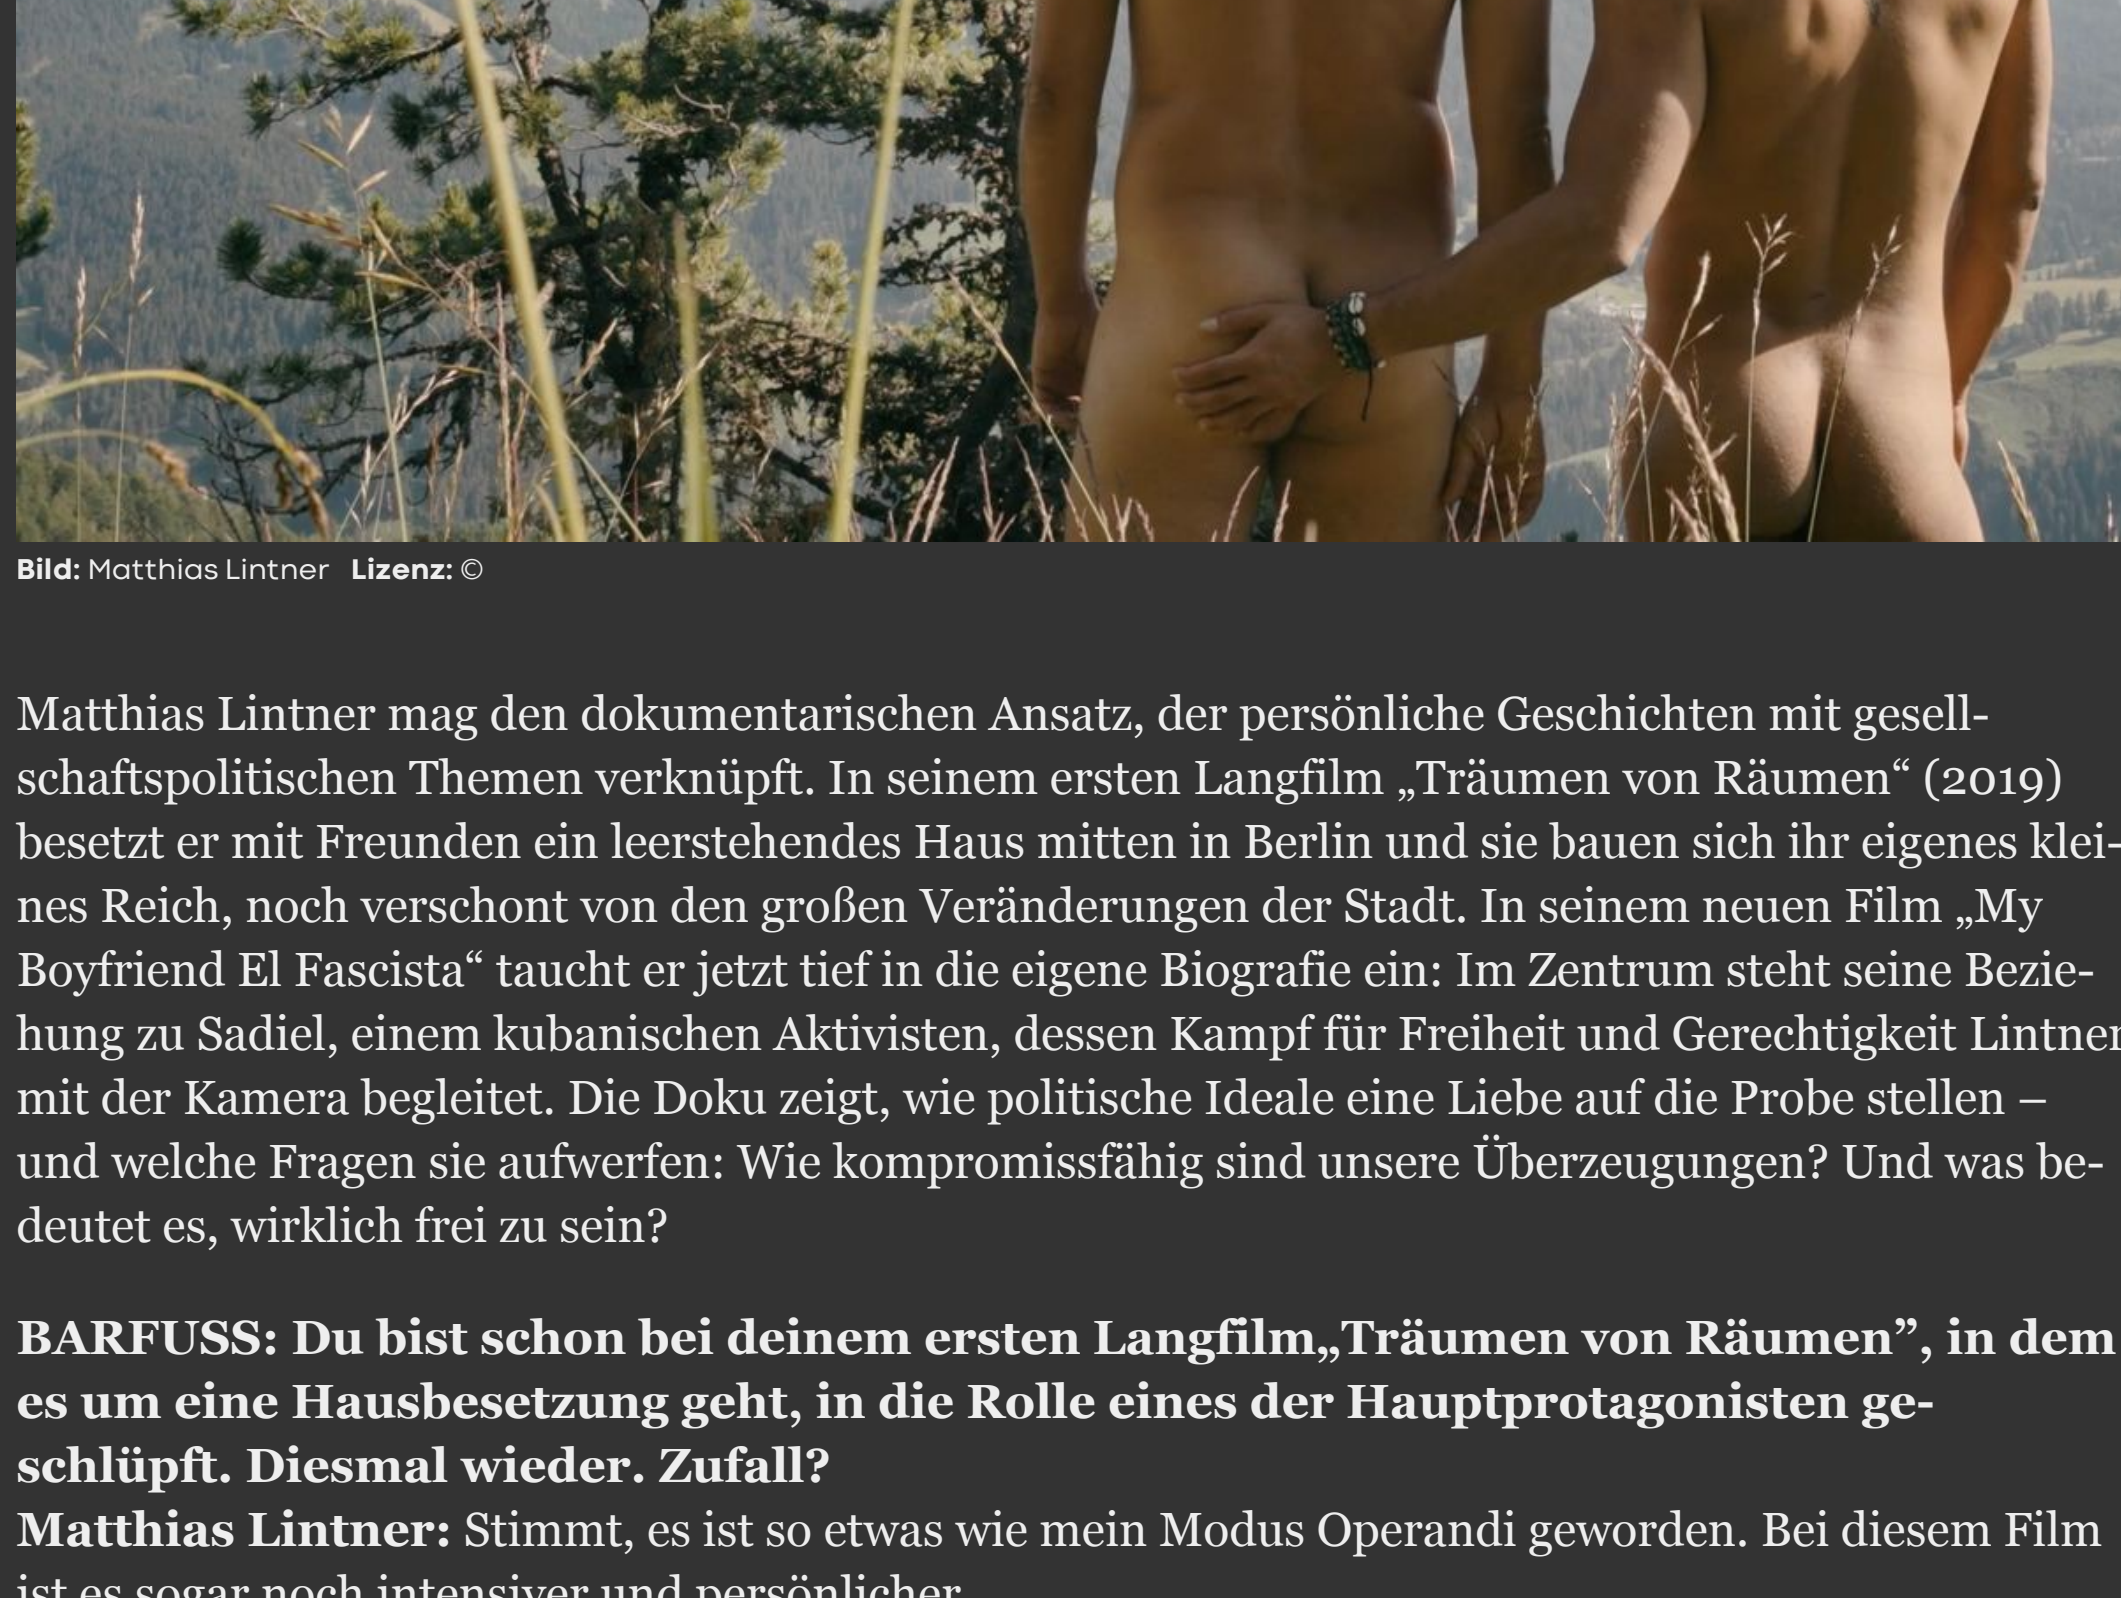 Bild: Matthias Lintner Lizenz: ©
Matthias Lintner mag den dokumentarischen Ansatz, der persönliche Geschichten mit gesell-
schaftspolitischen Themen verknüpft. In seinem ersten Langfilm „Träumen von Räumen“ (2019)
besetzt er mit Freunden ein leerstehendes Haus mitten in Berlin und sie bauen sich ihr eigenes klei-
nes Reich, noch verschont von den großen Veränderungen der Stadt. In seinem neuen Film „My
Boyfriend El Fascista“ taucht er jetzt tief in die eigene Biografie ein: Im Zentrum steht seine Bezie-
hung zu Sadiel, einem kubanischen Aktivisten, dessen Kampf für Freiheit und Gerechtigkeit Lintner
mit der Kamera begleitet. Die Doku zeigt, wie politische Ideale eine Liebe auf die Probe stellen –
und welche Fragen sie aufwerfen: Wie kompromissfähig sind unsere Überzeugungen? Und was be-
deutet es, wirklich frei zu sein?
BARFUSS: Du bist schon bei deinem ersten Langfilm„Träumen von Räumen”, in dem
es um eine Hausbesetzung geht, in die Rolle eines der Hauptprotagonisten ge-
schlüpft. Diesmal wieder. Zufall?
Matthias Lintner: Stimmt, es ist so etwas wie mein Modus Operandi geworden. Bei diesem Film
ist es sogar noch intensiver und persönlicher.